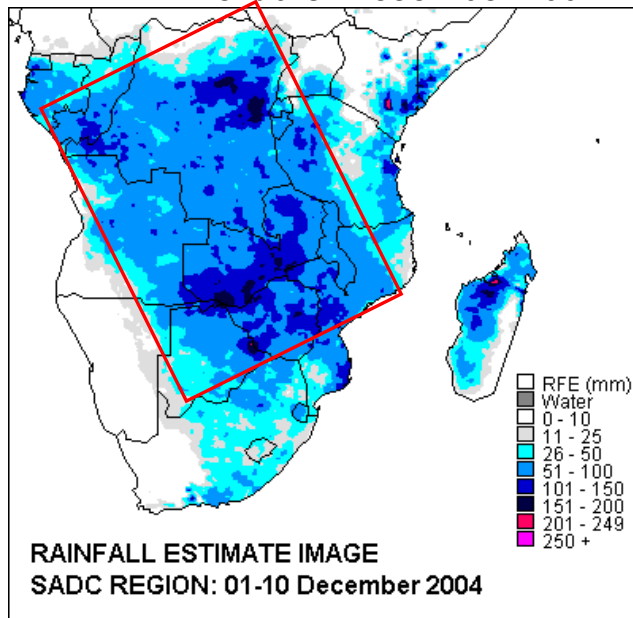 RFE (mm)
Water
0 - 10
11 - 25
26 - 50
51 - 100
101 - 150
151 - 200
201 - 249
250 +
RAINFALL ESTIMATE IMAGE
SADC REGION: 01-10 December 2004